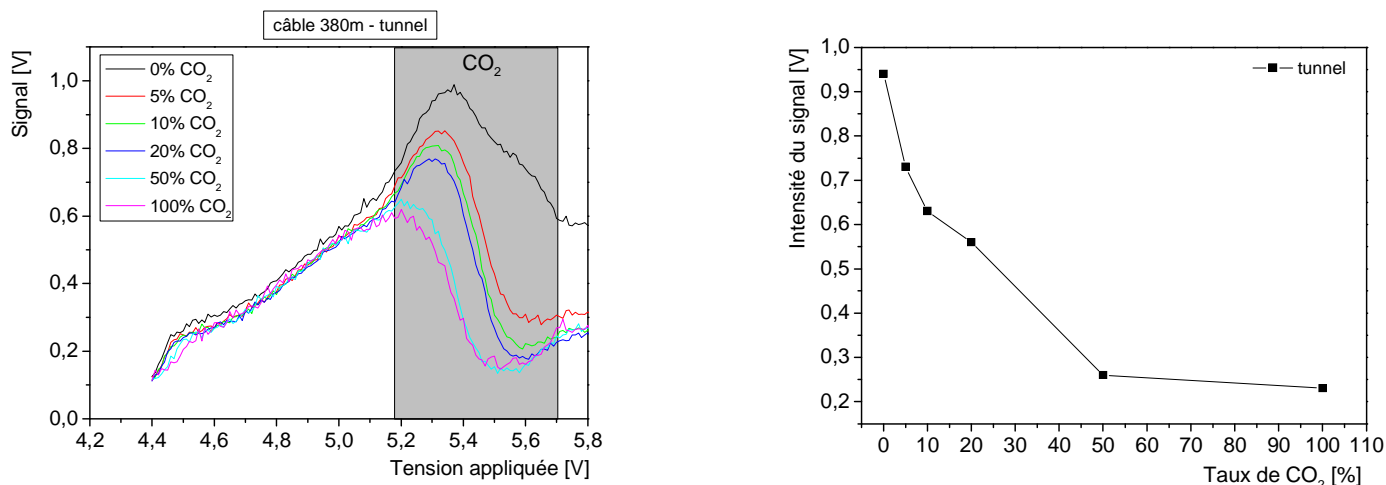 câble 380m - tunnel
Signal [V]
1,0
0,8
0,6
0,4
0,2
0,0
0% CO2
5% CO2
10% CO2
20% CO2
50% CO2
100% CO2
CO2
4,2 4,4 4,6 4,8 5,0 5,2 5,4 5,6 5,8
Tension appliquée [V]
Intensité du signal [V]
1,0
0,9
0,8
0,7
0,6
0,5
0,4
0,3
0,2
tunnel
0 10 20 30 40 50 60 70 80 90 100 110
Taux de CO2 [%]